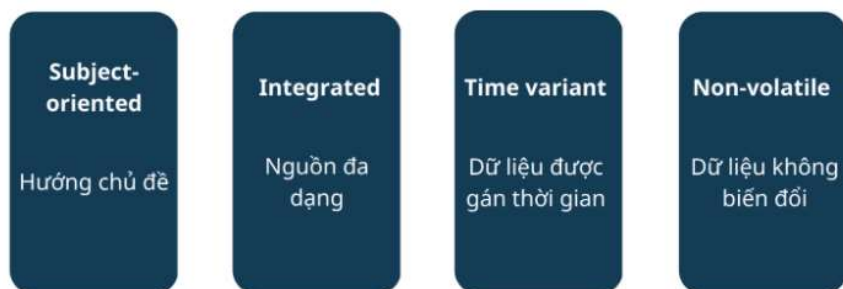 Subject-
oriented
Hướng chủ đề
Integrated
Nguồn đa
dạng
Time variant
Dữ liệu được
gán thời gian
Non-volatile
Dữ liệu không
biến đổi